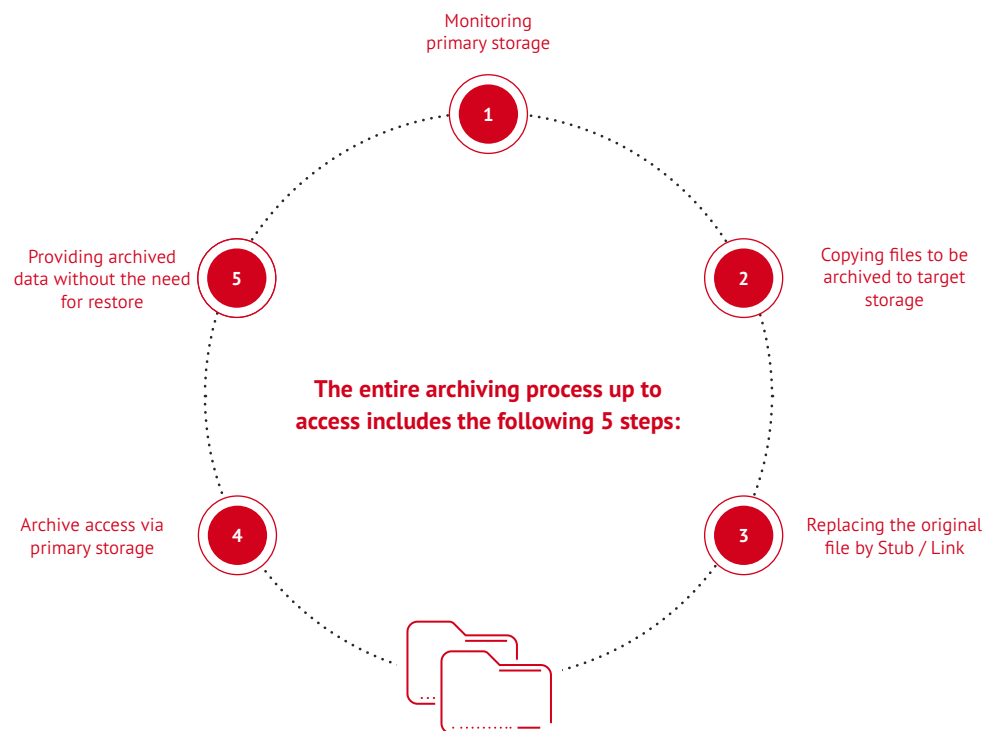 Monitoring
primary storage
1
Providing archived
data without the need
for restore
5
2
Copying files to be
archived to target
storage
The entire archiving process up to
access includes the following 5 steps:
Archive access via
primary storage
4
3
Replacing the original
file by Stub / Link